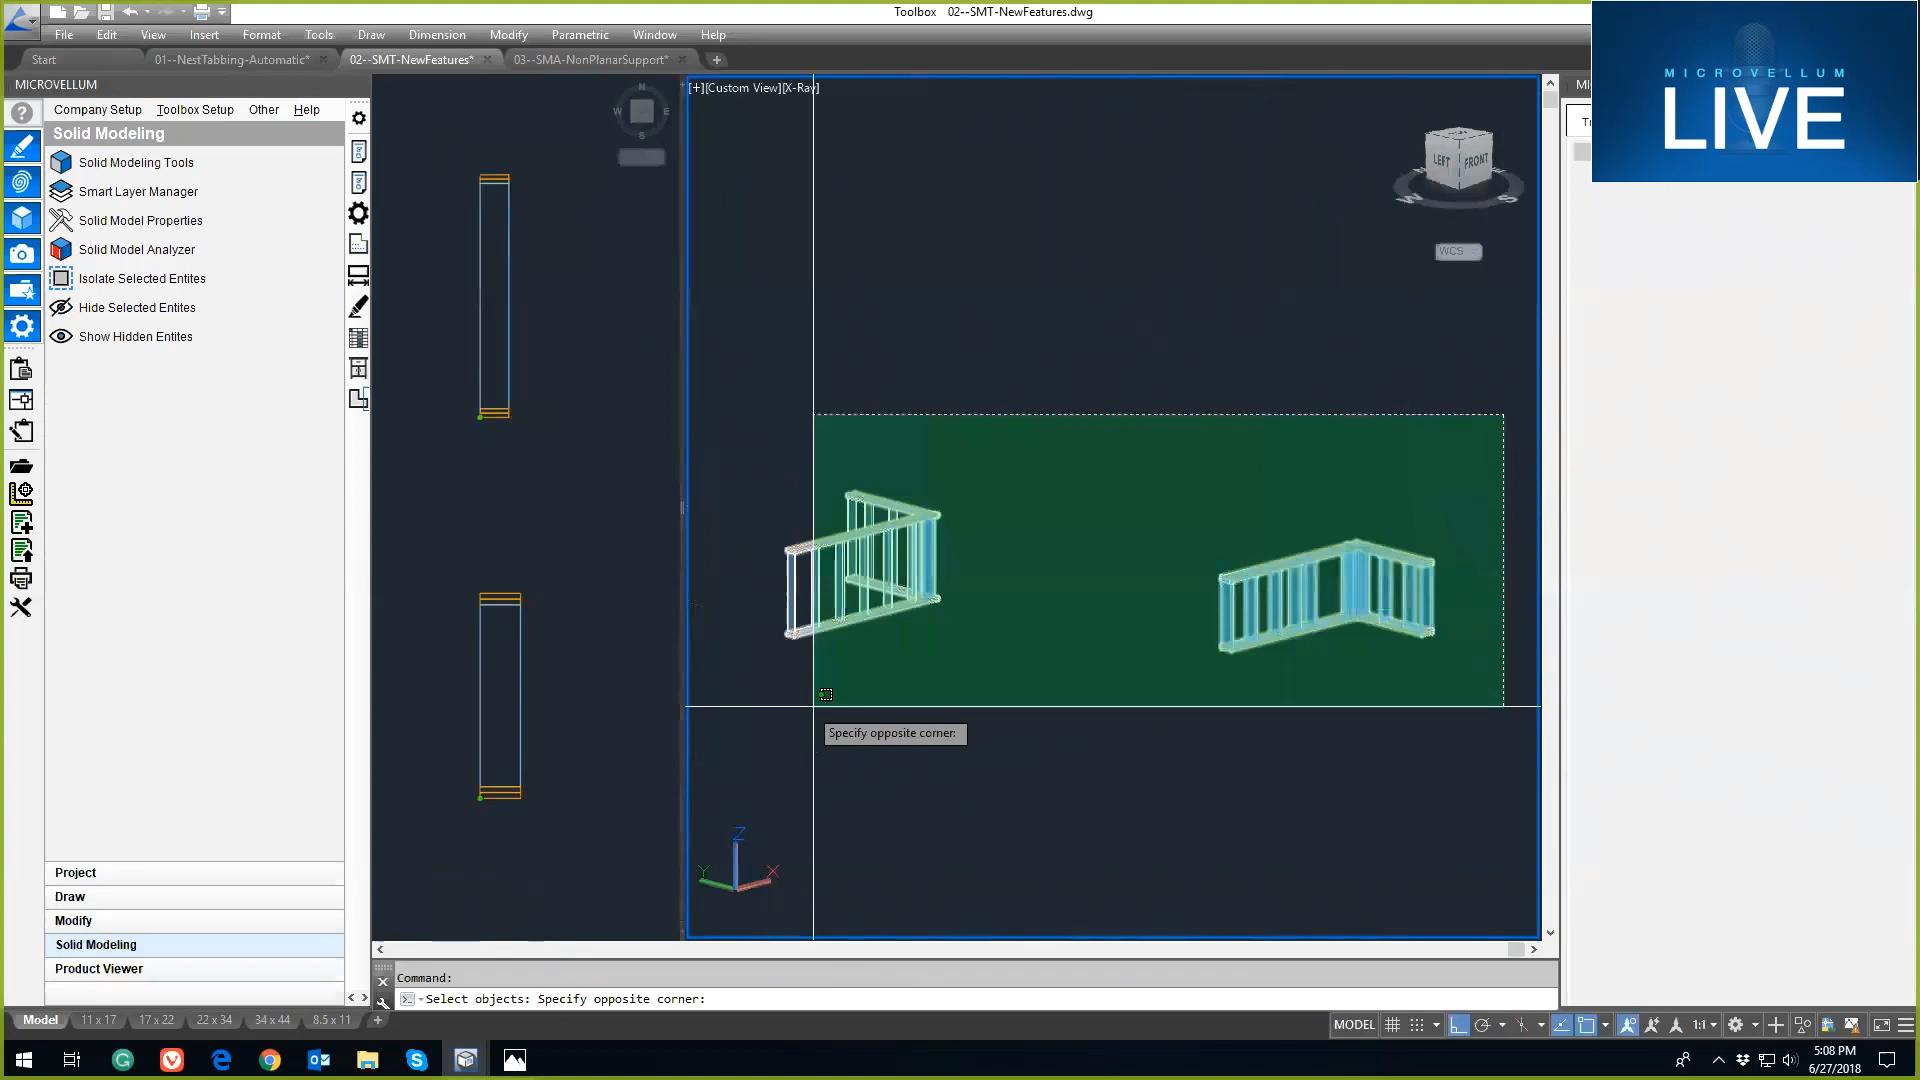 Toolbox 02--SMT-NewFeatures.dwg
File Edit View Insert Format Tools Draw Dimension Modify Parametric Window Help
Start 01--NestTabbing-Automatic* 02--SMT-NewFeatures* 03--SMA-NonPlanarSupport*
MICROVELLUM
Company Setup Toolbox Setup Other Help
Solid Modeling
Solid Modeling Tools
Smart Layer Manager
Solid Model Properties
Solid Model Analyzer
Isolate Selected Entites
Hide Selected Entites
Show Hidden Entites
Project
Draw
Modify
Solid Modeling
Product Viewer
N
W E
S
[+][Custom View][X-Ray]
LEFT FRONT
W S
WCS
MICROVELLUM
LIVE
Specify opposite corner:
Z
Y X
Command:
Select objects: Specify opposite corner:
Model 11 x 17 17 x 22 22 x 34 34 x 44 8.5 x 11 +
MODEL 1:1
5:08 PM
6/27/2018